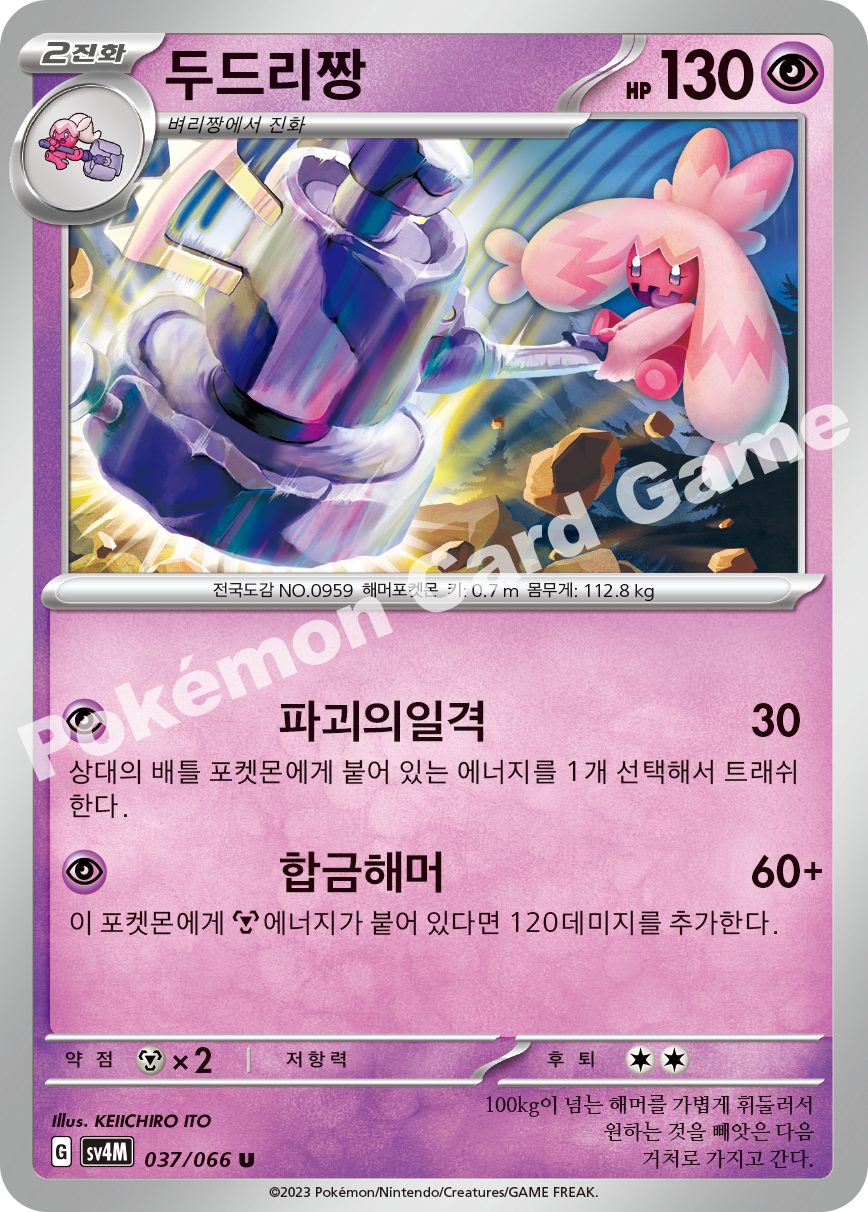 2진화
두드리짱
HP 130
벼리짱에서 진화
전국도감 NO.0959 해머포켓몬 키: 0.7 m 몸무게: 112.8 kg
Pokémon Card Game
파괴의일격 30
상대의 배틀 포켓몬에게 붙어 있는 에너지를 1개 선택해서 트래쉬
한다.
합금해머 60+
이 포켓몬에게 에너지가 붙어 있다면 120데미지를 추가한다.
약점 ×2 저항력 후퇴
Illus. KEIICHIRO ITO
G SV4M 037/066 U
100kg이 넘는 해머를 가볍게 휘둘러서
원하는 것을 빼앗은 다음
거처로 가지고 간다.
©2023 Pokémon/Nintendo/Creatures/GAME FREAK.